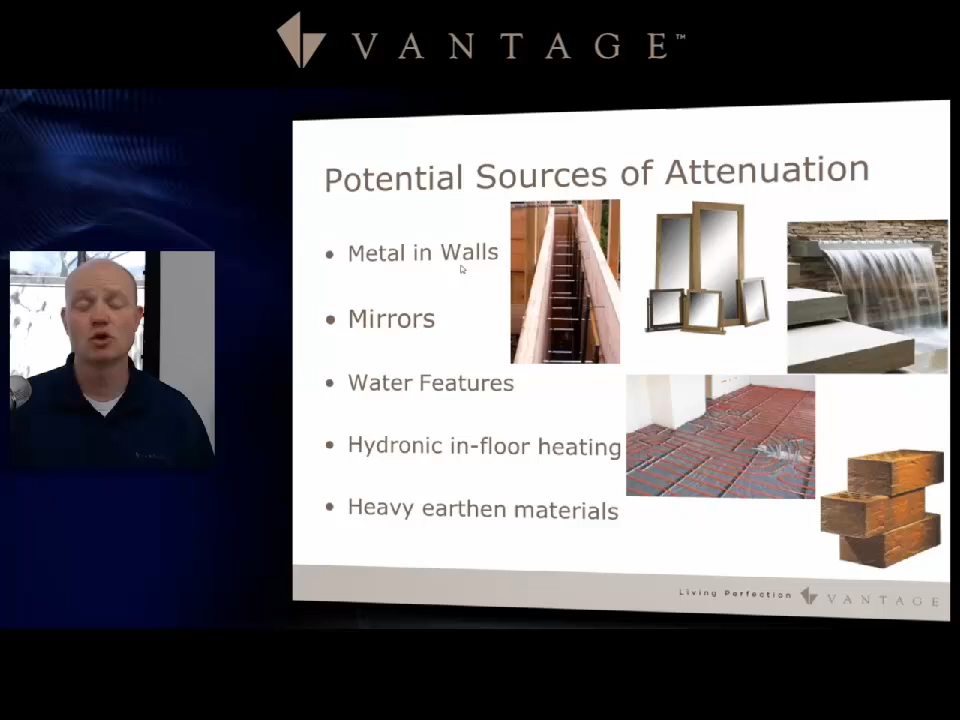 VANTAGE™
Potential Sources of Attenuation
• Metal in Walls
• Mirrors
• Water Features
• Hydronic in-floor heating
• Heavy earthen materials
Living Perfection VANTAGE